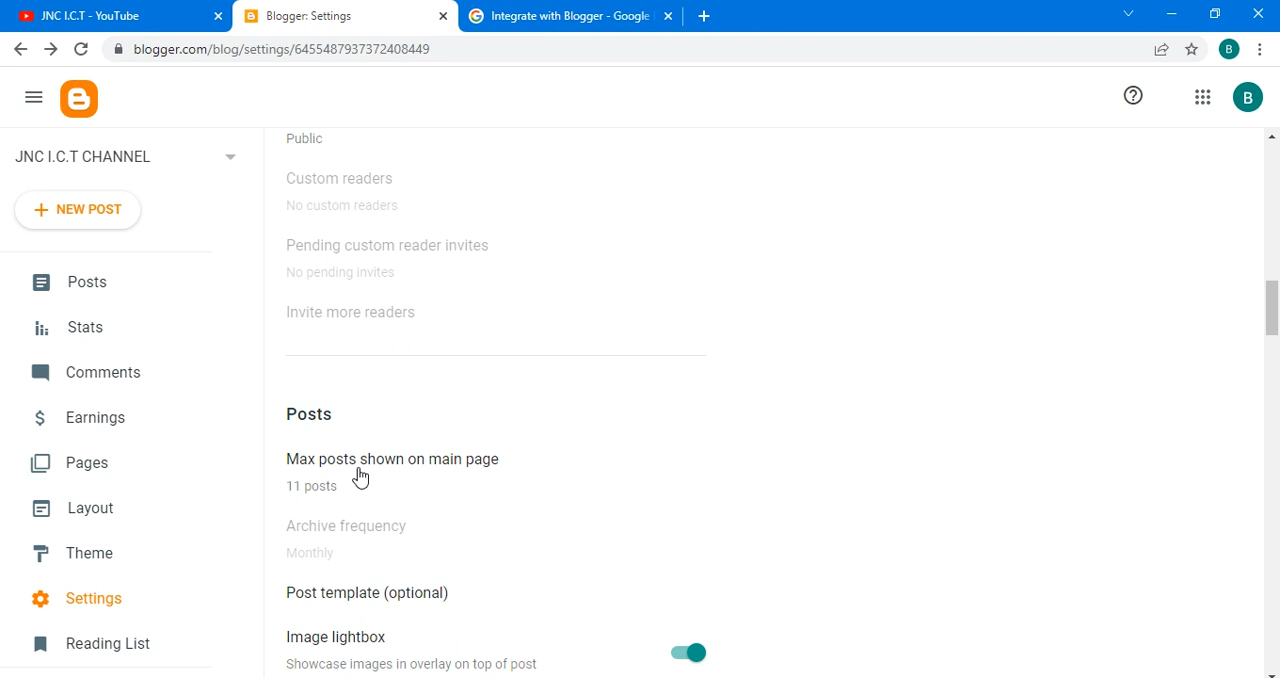 JNC I.C.T - YouTube
Blogger: Settings
Integrate with Blogger - Google
blogger.com/blog/settings/6455487937372408449
B
B
JNC I.C.T CHANNEL
NEW POST
Posts
Stats
Comments
Earnings
Pages
Layout
Theme
Settings
Reading List
Public
Custom readers
No custom readers
Pending custom reader invites
No pending invites
Invite more readers
Posts
Max posts shown on main page
11 posts
Archive frequency
Monthly
Post template (optional)
Image lightbox
Showcase images in overlay on top of post